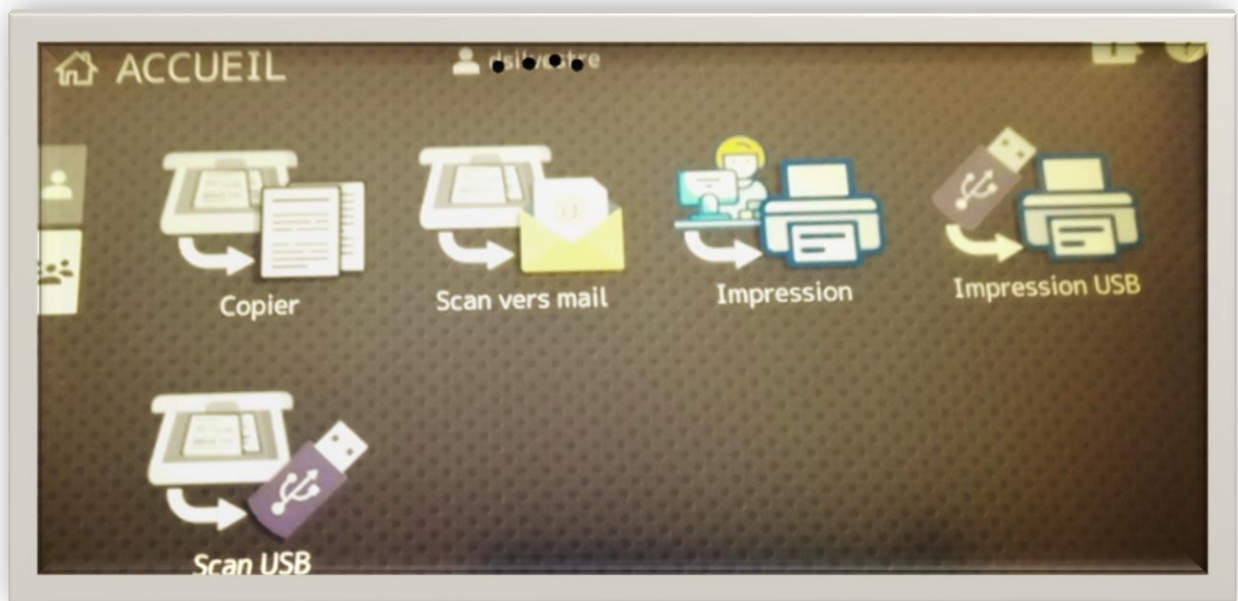 ACCUEIL
Copier
Scan vers mail
Impression
Impression USB
Scan USB